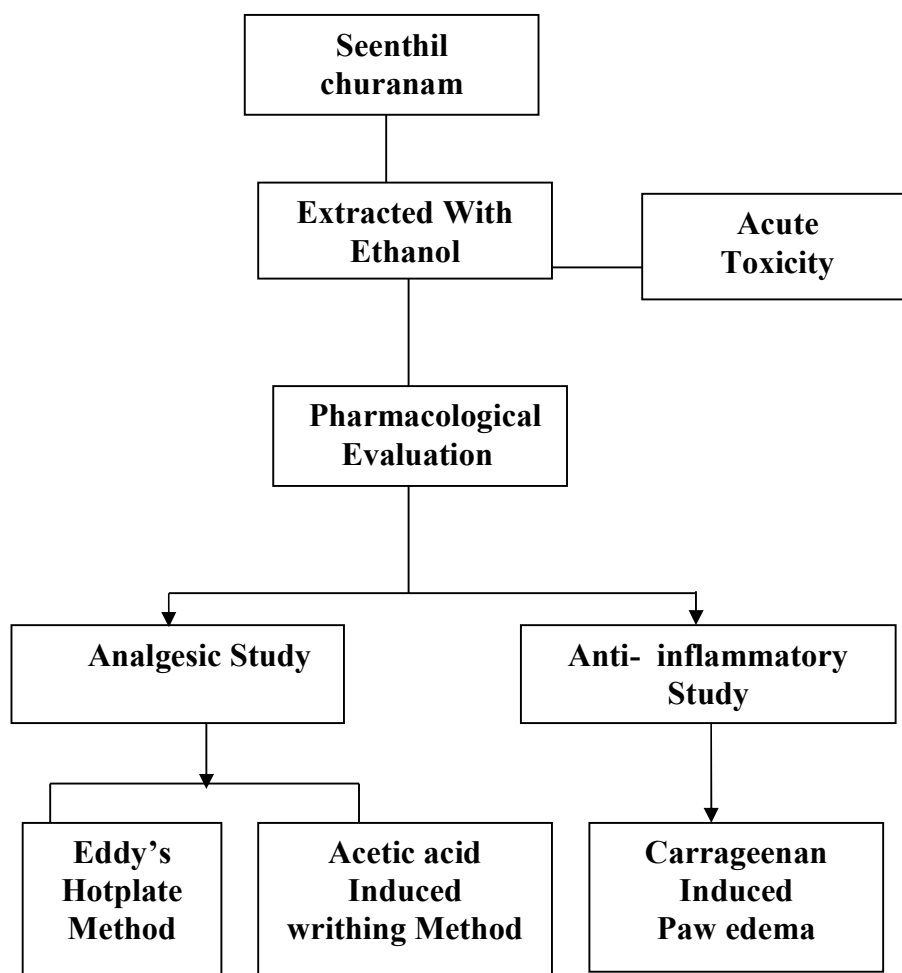 Seenthil
churanam
Extracted With
Ethanol
Acute
Toxicity
Pharmacological
Evaluation
Analgesic Study
Anti- inflammatory
Study
Eddy’s
Hotplate
Method
Acetic acid
Induced
writhing Method
Carrageenan
Induced
Paw edema